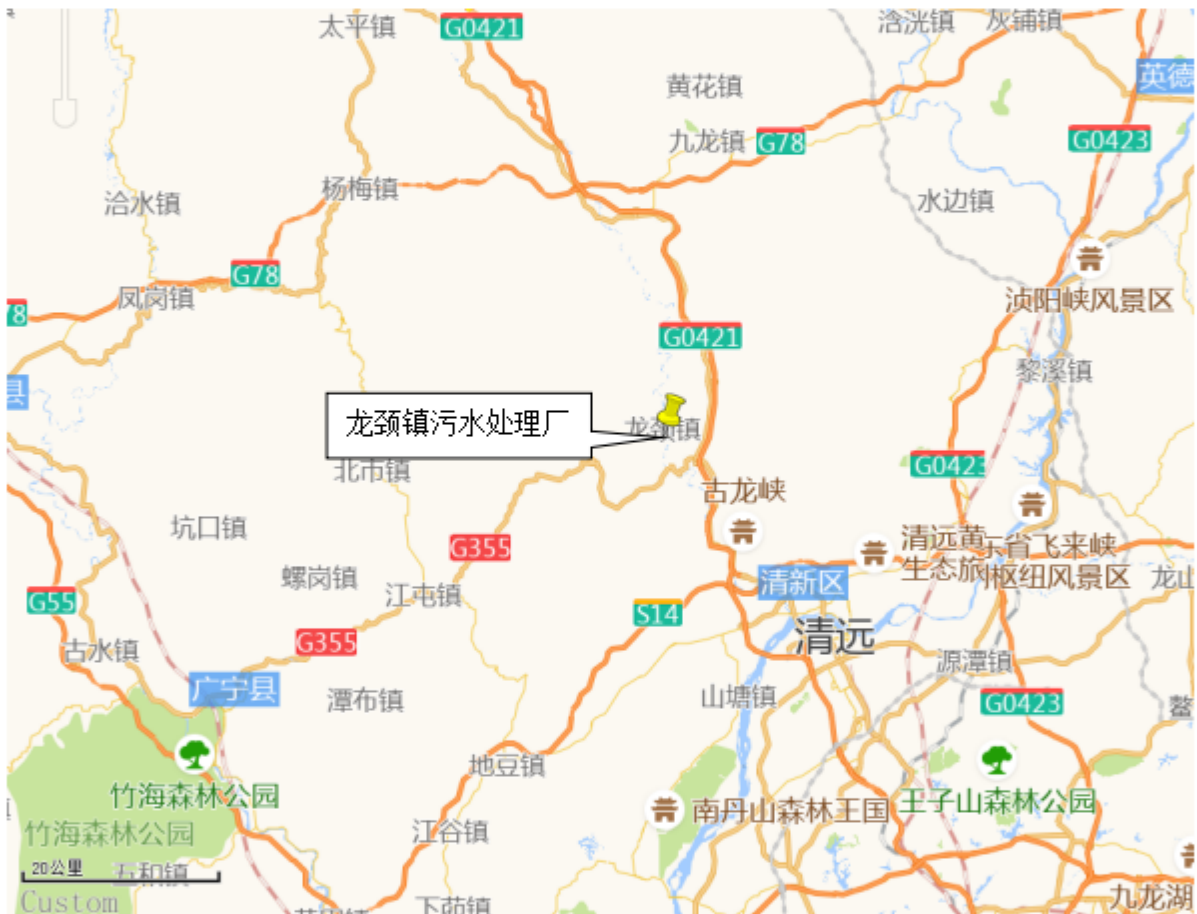 太平镇
G0421
浛洸镇
灰铺镇
黄花镇
英德
九龙镇
G78
G0423
杨梅镇
洽水镇
水边镇
G78
凤岗镇
浈阳峡风景区
78
G0421
黎溪镇
县
龙颈镇污水处理厂
龙颈镇
北市镇
G0423
古龙峡
坑口镇
G355
清远黄
生态旅
东省飞来峡
枢纽风景区
螺岗镇
江屯镇
清新区
龙山
G55
S14
G355
清远
古水镇
源潭镇
广宁县
潭布镇
山塘镇
G0423
鳌
地豆镇
竹海森林公园
南丹山森林王国
王子山森林公园
竹海森林公园
江谷镇
20公里
五和镇
Custom
下茆镇
九龙湖